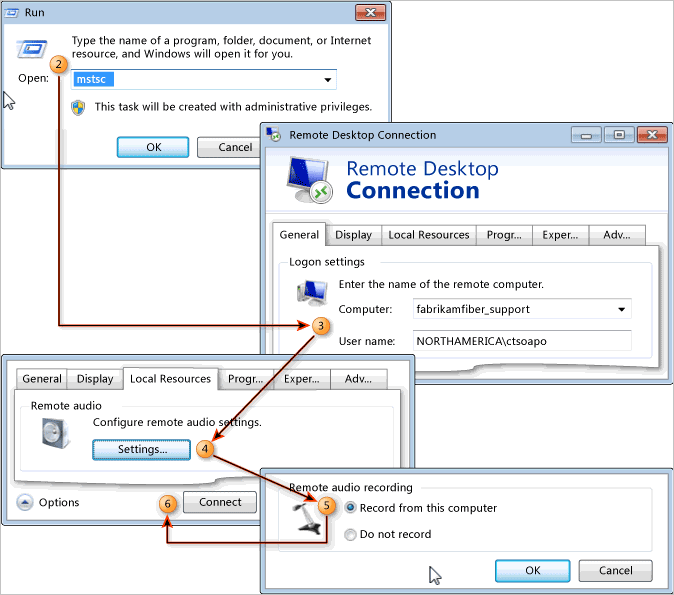 Run
Type the name of a program, folder, document, or Internet
resource, and Windows will open it for you.
2
Open:
mstsc
This task will be created with administrative privileges.
OK
Cancel
Remote Desktop Connection
Remote Desktop
Connection
General
Display
Local Resources
Progr...
Exper...
Adv...
Logon settings
Enter the name of the remote computer.
Computer:
fabrikamfiber_support
3
User name:
NORTHAMERICA\ctsoapo
General
Display
Local Resources
Progr...
Exper...
Adv...
Remote audio
Configure remote audio settings.
Settings...
4
Options
6
Connect
Remote audio recording
5
Record from this computer
Do not record
OK
Cancel